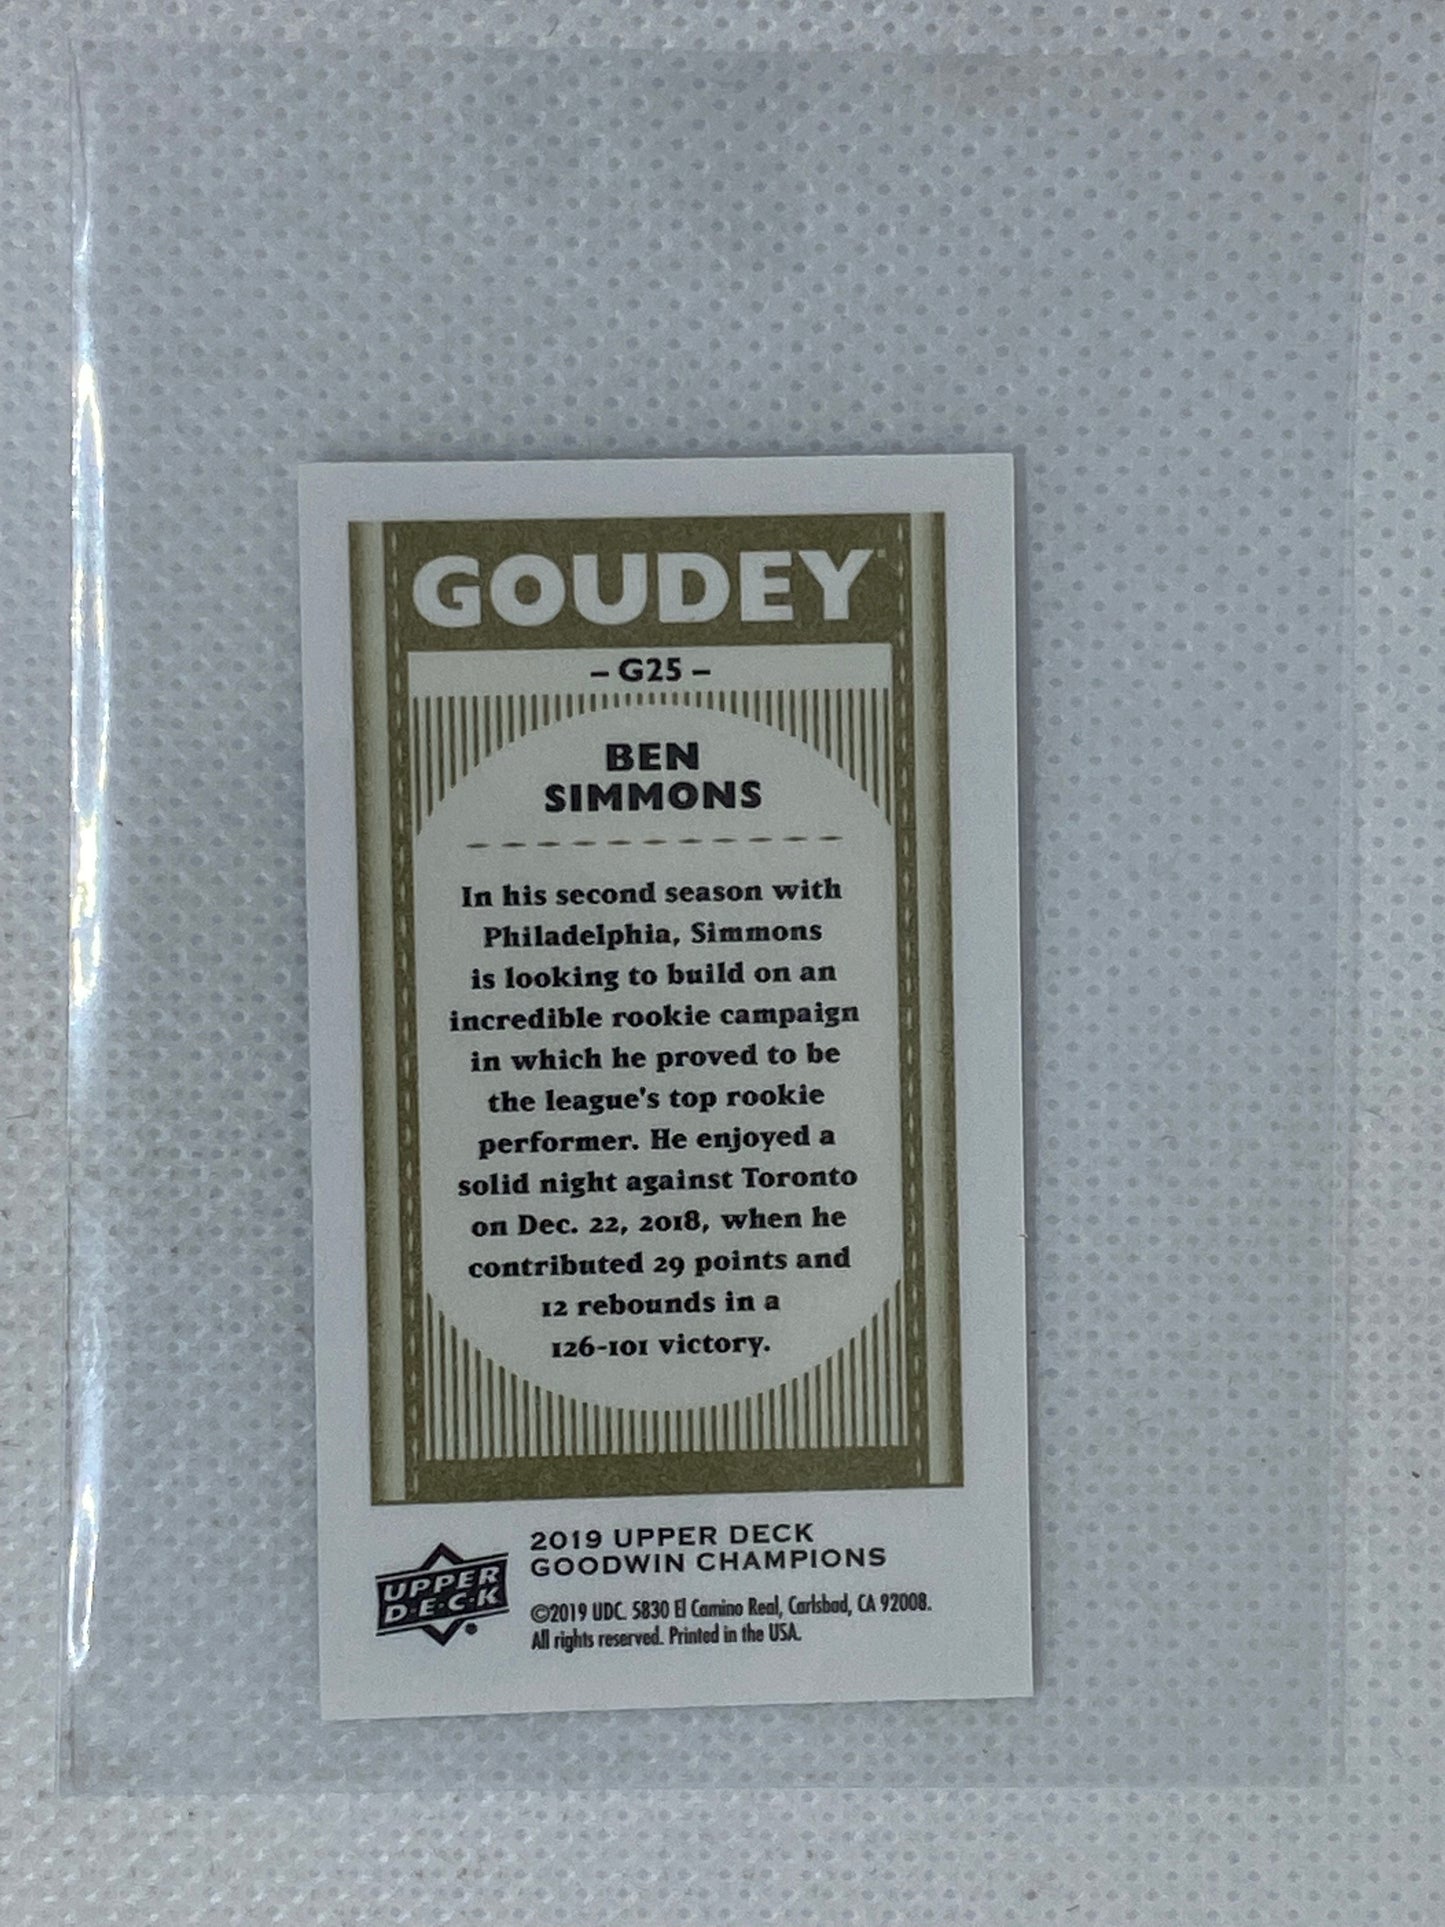 GOUDEY
– G25 –
BEN
SIMMONS
In his second season with
Philadelphia, Simmons
is looking to build on an
incredible rookie campaign
in which he proved to be
the league's top rookie
performer. He enjoyed a
solid night against Toronto
on Dec. 22, 2018, when he
contributed 29 points and
12 rebounds in a
126-101 victory.
UPPER
D·E·C·K
2019 UPPER DECK
GOODWIN CHAMPIONS
©2019 UDC. 5830 El Camino Real, Carlsbad, CA 92008.
All rights reserved. Printed in the USA.